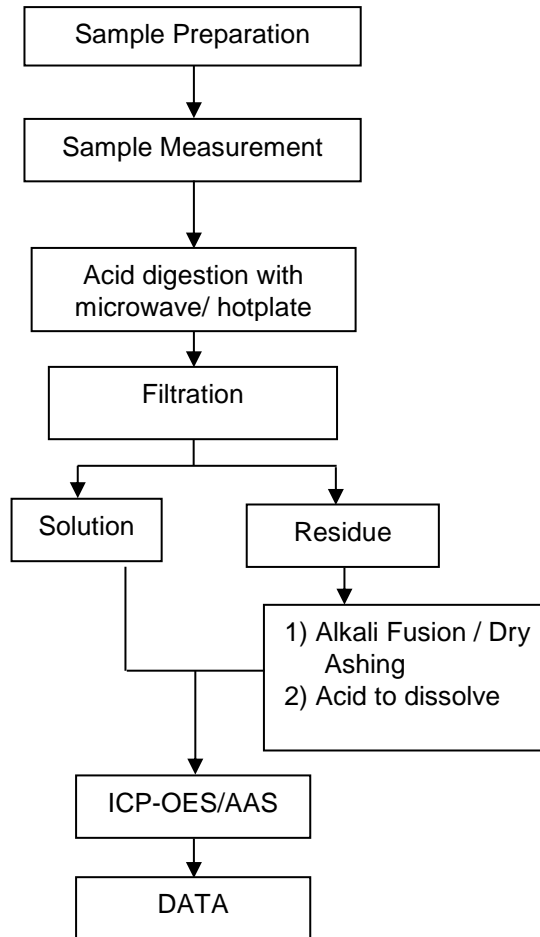 Sample Preparation
Sample Measurement
Acid digestion with
microwave/ hotplate
Filtration
Solution
Residue
1) Alkali Fusion / Dry
Ashing
2) Acid to dissolve
ICP-OES/AAS
DATA